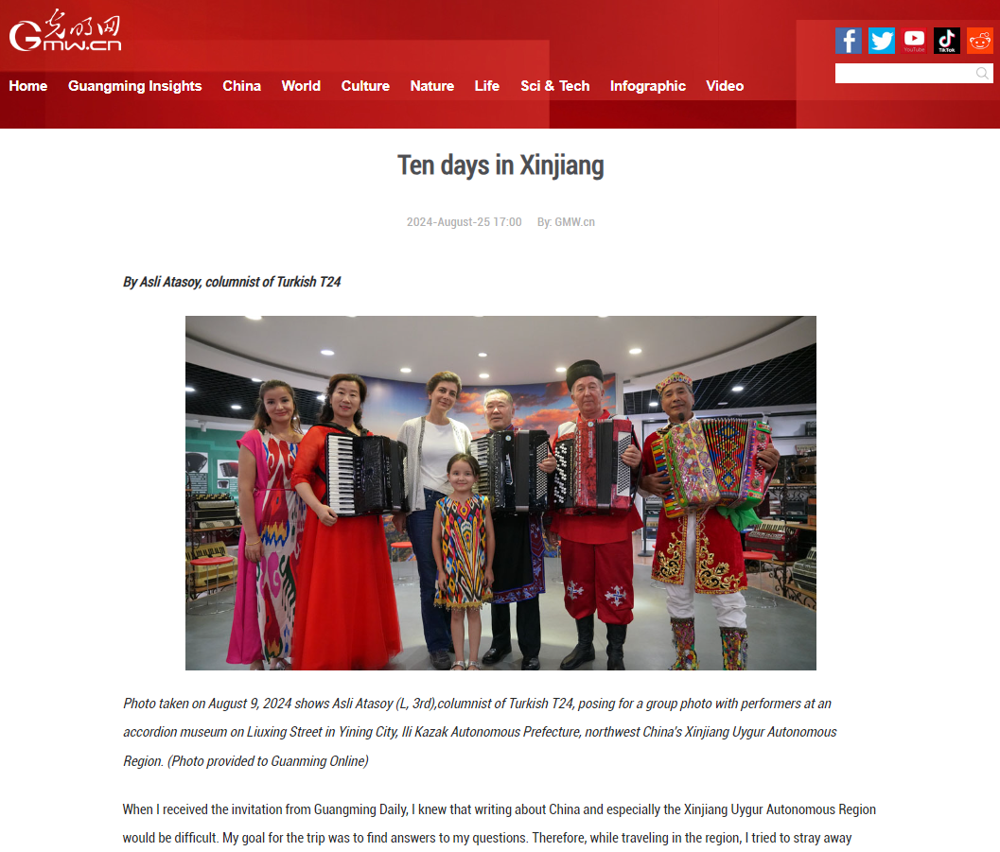 光明网
GMW.cn
YouTube
TikTok
Home Guangming Insights China World Culture Nature Life Sci & Tech Infographic Video
Ten days in Xinjiang
2024-August-25 17:00 By: GMW.cn
By Asli Atasoy, columnist of Turkish T24
Photo taken on August 9, 2024 shows Asli Atasoy (L, 3rd),columnist of Turkish T24, posing for a group photo with performers at an
accordion museum on Liuxing Street in Yining City, Ili Kazak Autonomous Prefecture, northwest China's Xinjiang Uygur Autonomous
Region. (Photo provided to Guanming Online)
When I received the invitation from Guangming Daily, I knew that writing about China and especially the Xinjiang Uygur Autonomous Region
would be difficult. My goal for the trip was to find answers to my questions. Therefore, while traveling in the region, I tried to stray away